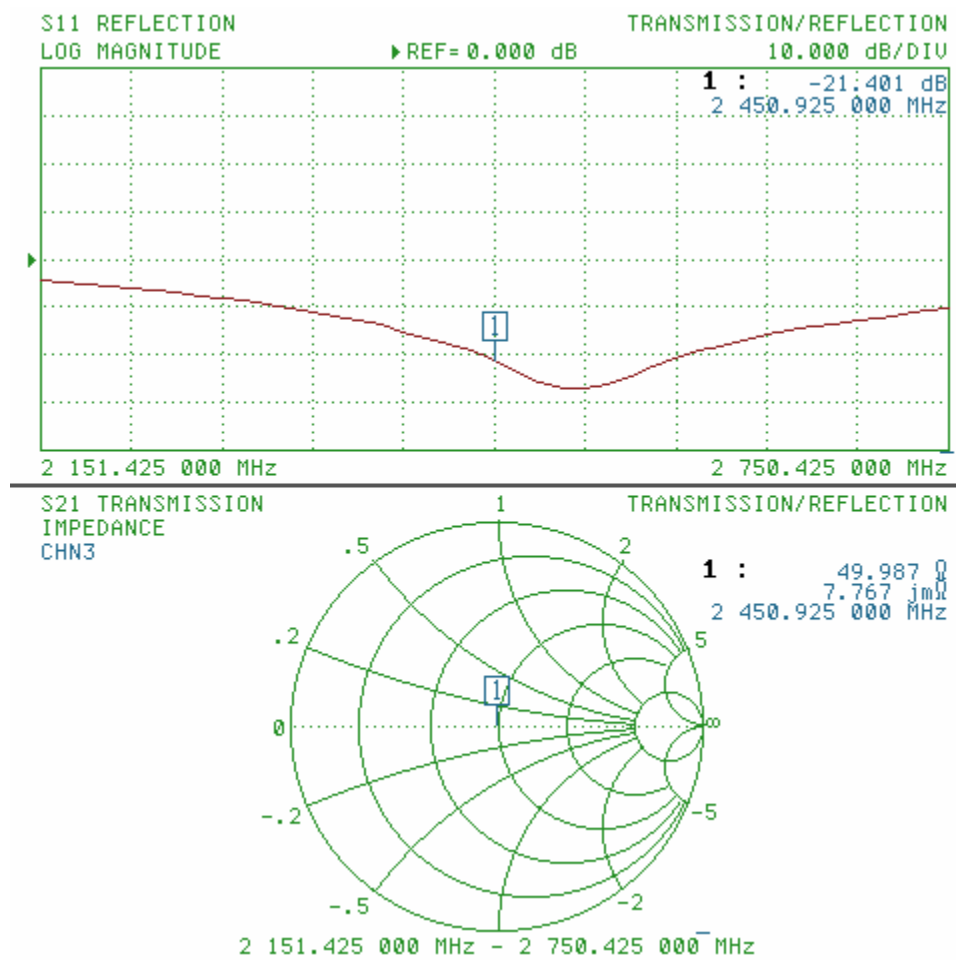 S11 REFLECTION TRANSMISSION/REFLECTION
LOG MAGNITUDE ▶REF= 0.000 dB 10.000 dB/DIV
1 : -21.401 dB
2 450.925 000 MHz
1
2 151.425 000 MHz 2 750.425 000 MHz
S21 TRANSMISSION 1 TRANSMISSION/REFLECTION
IMPEDANCE
CHN3
.5 2
1 : 49.987 Ω
7.767 jmΩ
2 450.925 000 MHz
.2 5
1
0 ∞
-.2 -5
-.5 -2
2 151.425 000 MHz - 2 750.425 000 MHz